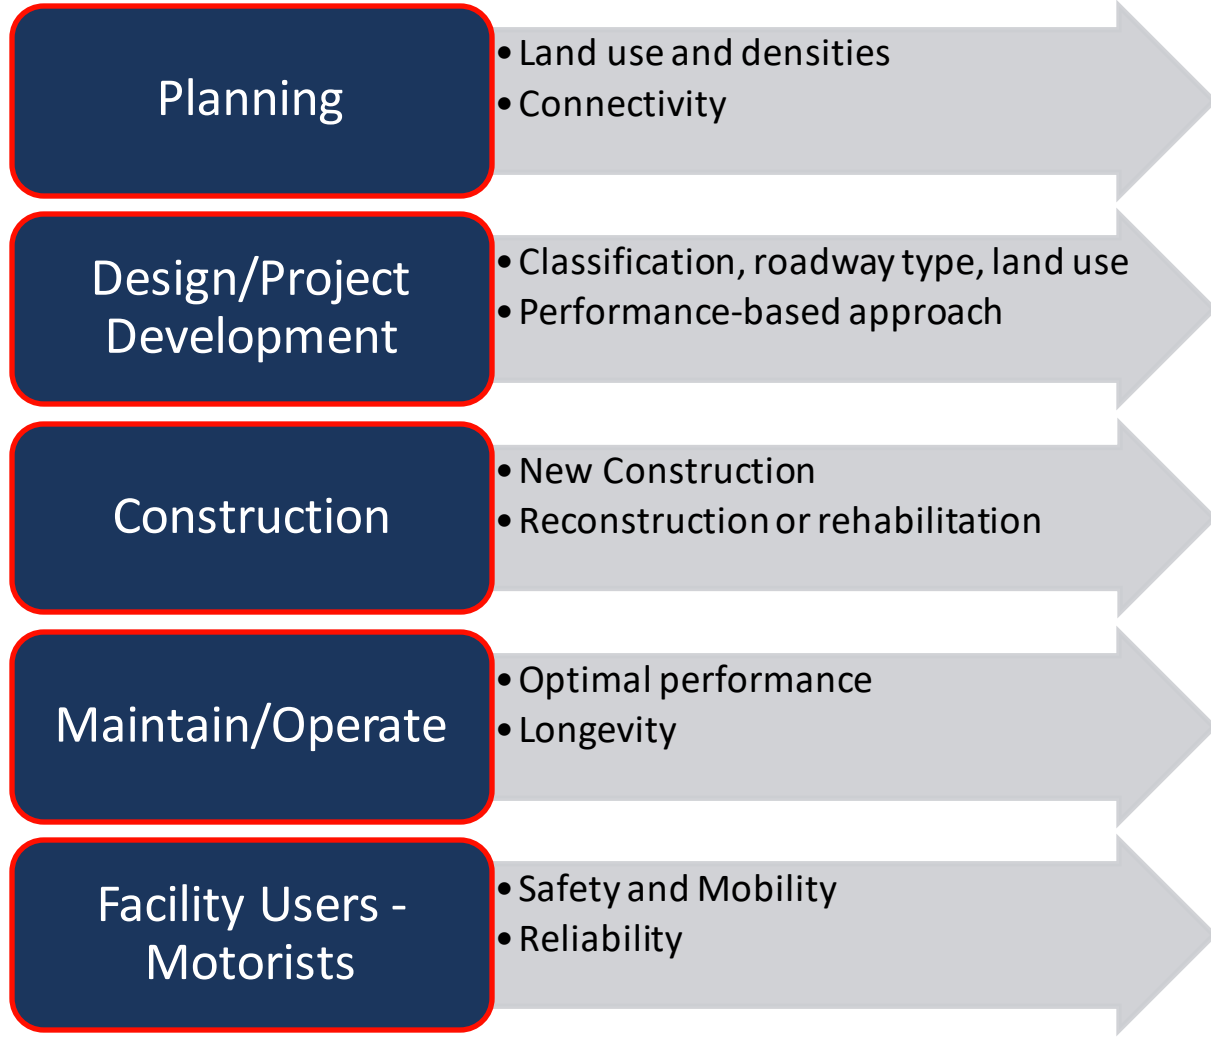 Planning
• Land use and densities
• Connectivity
Design/Project
Development
• Classification, roadway type, land use
• Performance-based approach
Construction
• New Construction
• Reconstruction or rehabilitation
Maintain/Operate
• Optimal performance
• Longevity
Facility Users -
Motorists
• Safety and Mobility
• Reliability